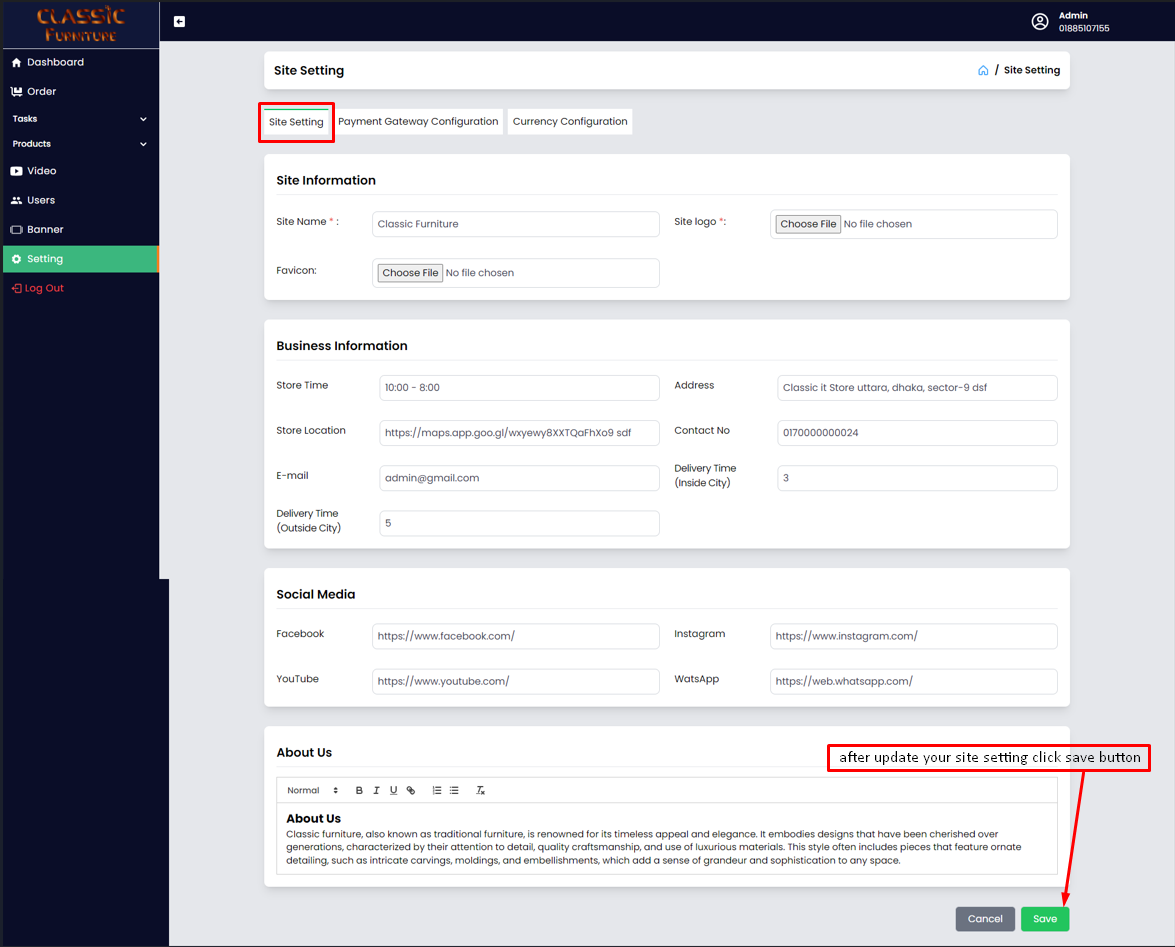 CLASSIC
FURNITURE
Admin
01885107155
Dashboard
Order
Tasks
Products
Video
Users
Banner
Setting
Log Out
Site Setting
/ Site Setting
Site Setting
Payment Gateway Configuration
Currency Configuration
Site Information
Site Name * :
Classic Furniture
Site logo *:
Choose File No file chosen
Favicon:
Choose File No file chosen
Business Information
Store Time
10:00 - 8:00
Address
Classic it Store uttara, dhaka, sector-9 dsf
Store Location
https://maps.app.goo.gl/wxyewy8XXTQaFhXo9 sdf
Contact No
0170000000024
E-mail
admin@gmail.com
Delivery Time
(Inside City)
3
Delivery Time
(Outside City)
5
Social Media
Facebook
https://www.facebook.com/
Instagram
https://www.instagram.com/
YouTube
https://www.youtube.com/
WatsApp
https://web.whatsapp.com/
About Us
after update your site setting click save button
Normal B I U
About Us
Classic furniture, also known as traditional furniture, is renowned for its timeless appeal and elegance. It embodies designs that have been cherished over
generations, characterized by their attention to detail, quality craftsmanship, and use of luxurious materials. This style often includes pieces that feature ornate
detailing, such as intricate carvings, moldings, and embellishments, which add a sense of grandeur and sophistication to any space.
Cancel
Save